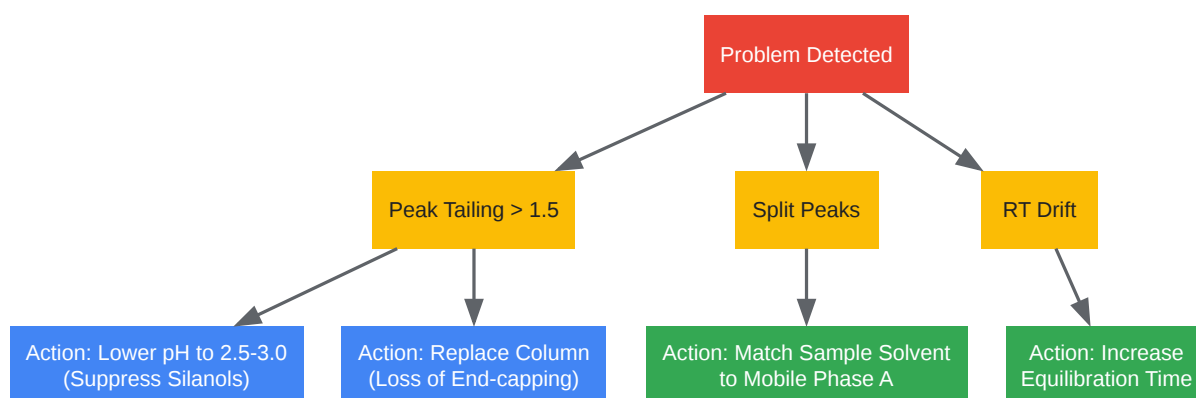 Problem Detected
Peak Tailing > 1.5
Split Peaks
RT Drift
Action: Lower pH to 2.5-3.0
(Suppress Silanols)
Action: Replace Column
(Loss of End-capping)
Action: Match Sample Solvent
to Mobile Phase A
Action: Increase
Equilibration Time